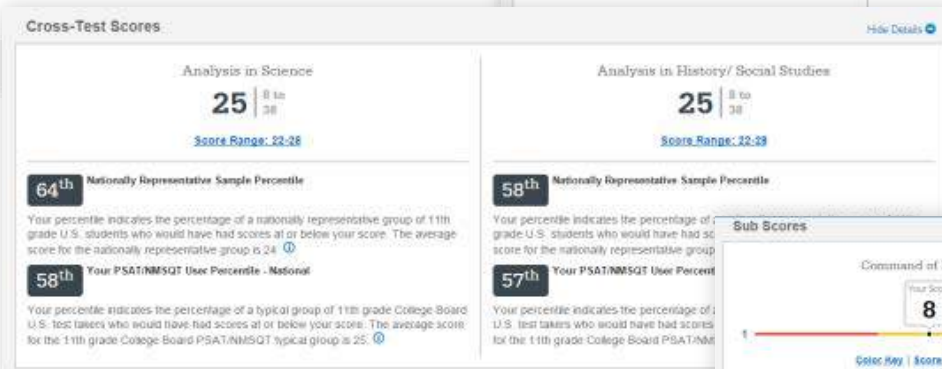 Cross-Test Scores
Hide Details
Analysis in Science
25 8 to 38
Score Range: 22-28
64th Nationally Representative Sample Percentile
Your percentile indicates the percentage of a nationally representative group of 11th
grade U.S. students who would have had scores at or below your score. The average
score for the nationally representative group is 24.
58th Your PSAT/NMSQT User Percentile - National
Your percentile indicates the percentage of a typical group of 11th grade College Board
U.S. test takers who would have had scores at or below your score. The average score
for the 11th grade College Board PSAT/NMSQT typical group is 25.
Analysis in History/ Social Studies
25 8 to 38
Score Range: 22-28
58th Nationally Representative Sample Percentile
Your percentile indicates the percentage of
grade U.S. students who would have had
score for the nationally representative group
57th Your PSAT/NMSQT User
Your percentile indicates the percentage of
U.S. test takers who would have had scores
for the 11th grade College Board
Sub Scores
Command of
Your
8
1
Color Key |